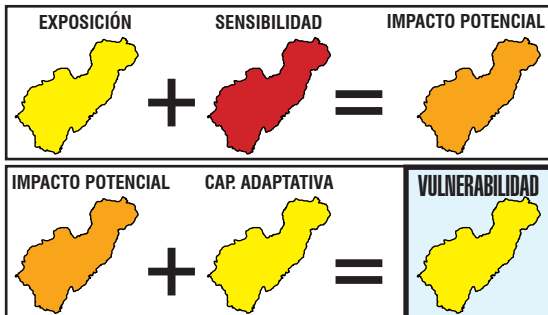 EXPOSICIÓN
SENSIBILIDAD
IMPACTO POTENCIAL
+
=
IMPACTO POTENCIAL
CAP. ADAPTATIVA
VULNERABILIDAD
+
=